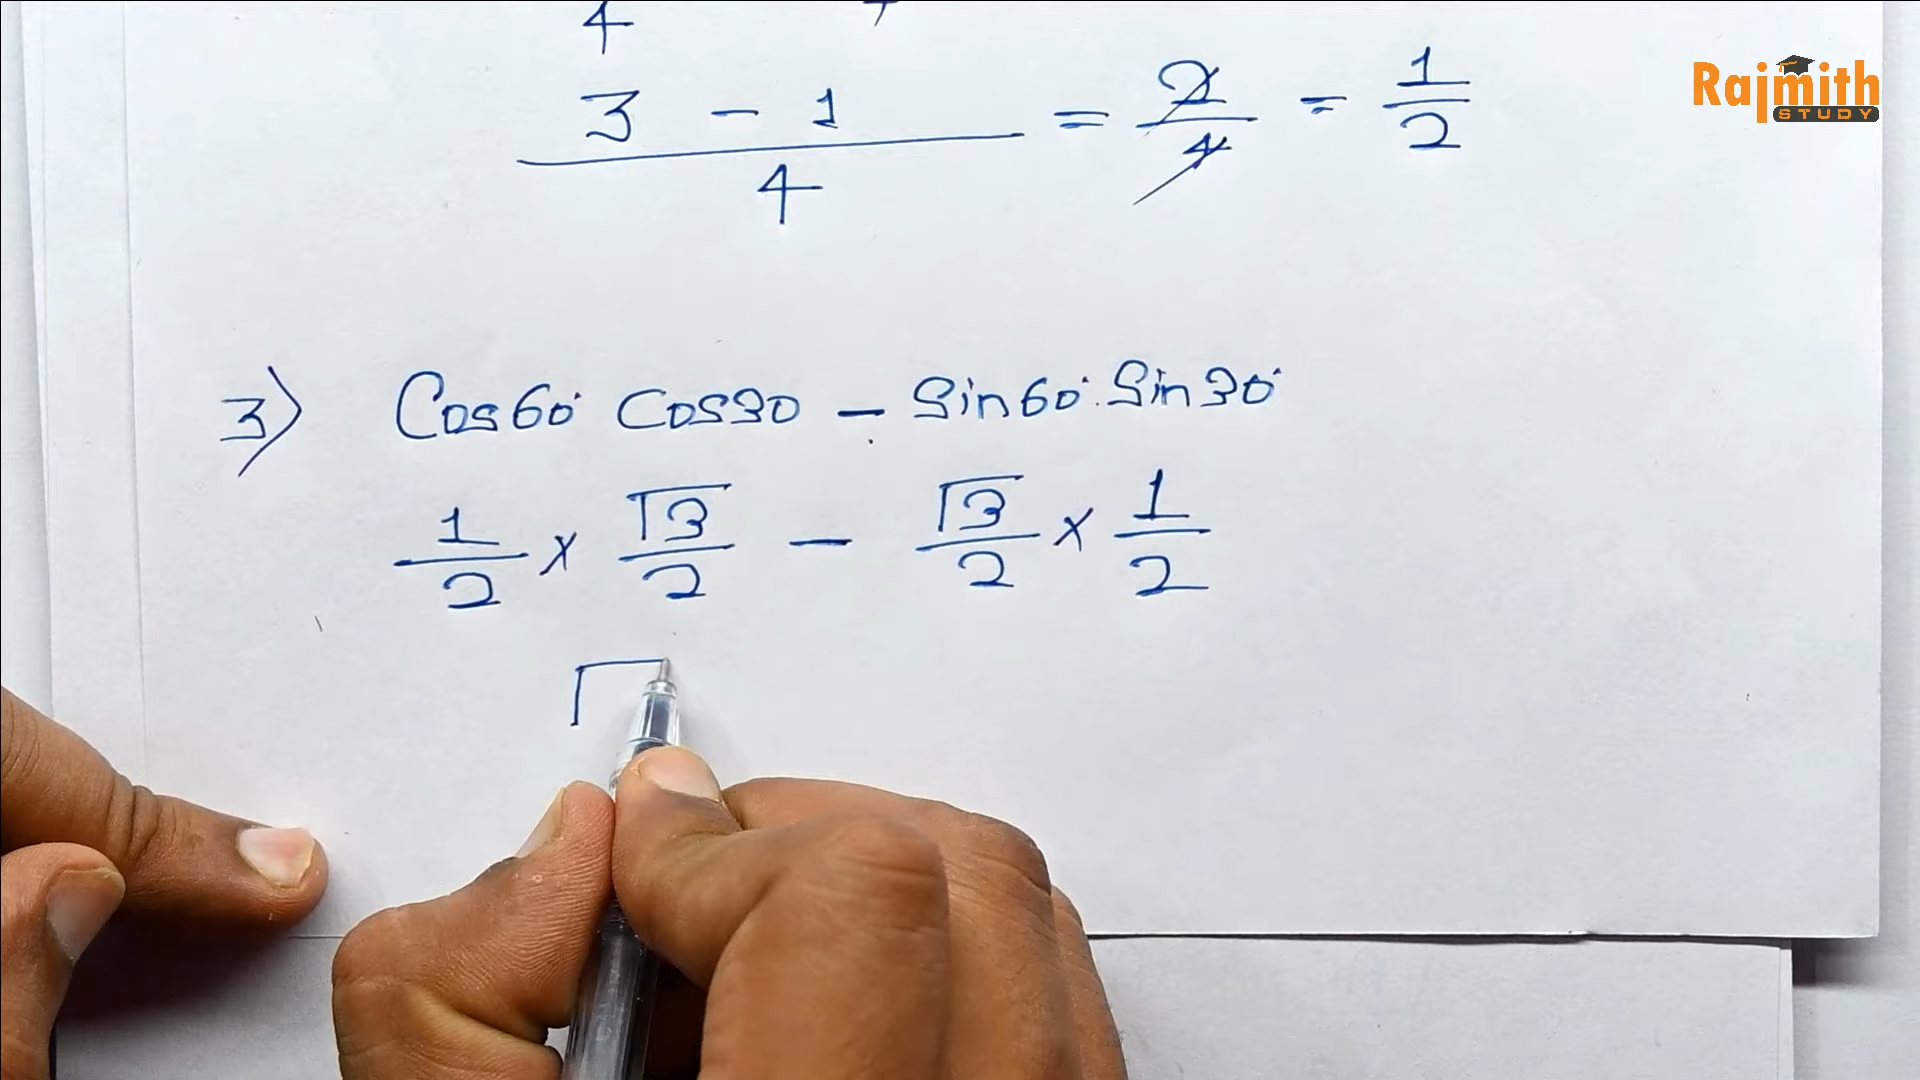 4
3 - 1 / 4 = 2/4 = 1/2
Rajmith
STUDY
3) Cos60° Cos30 - Sin60°. Sin30°
1/2 × √3/2 - √3/2 × 1/2
√